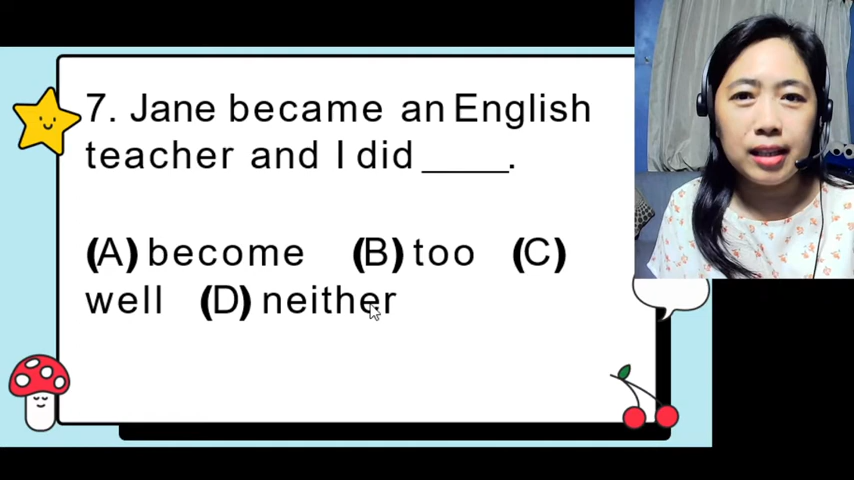 7. Jane became an English
teacher and I did ____.
(A) become (B) too (C)
well (D) neither